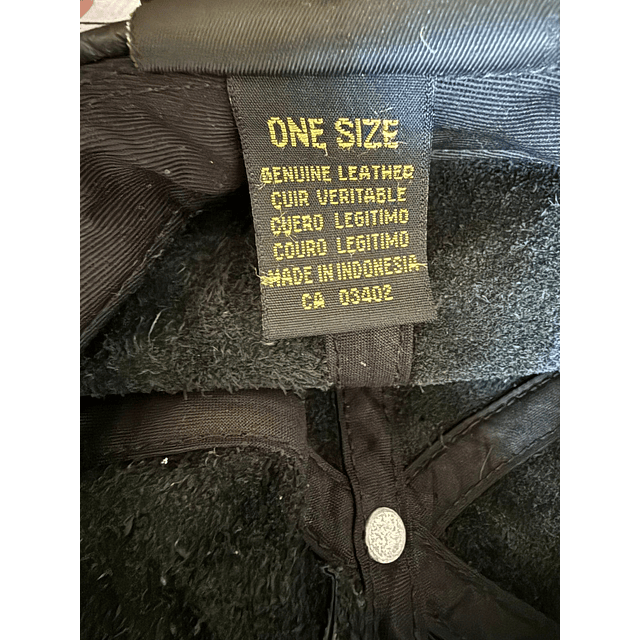 ONE SIZE
GENUINE LEATHER
CUIR VERITABLE
CUERO LEGITIMO
COURO LEGITIMO
MADE IN INDONESIA
CA 03402